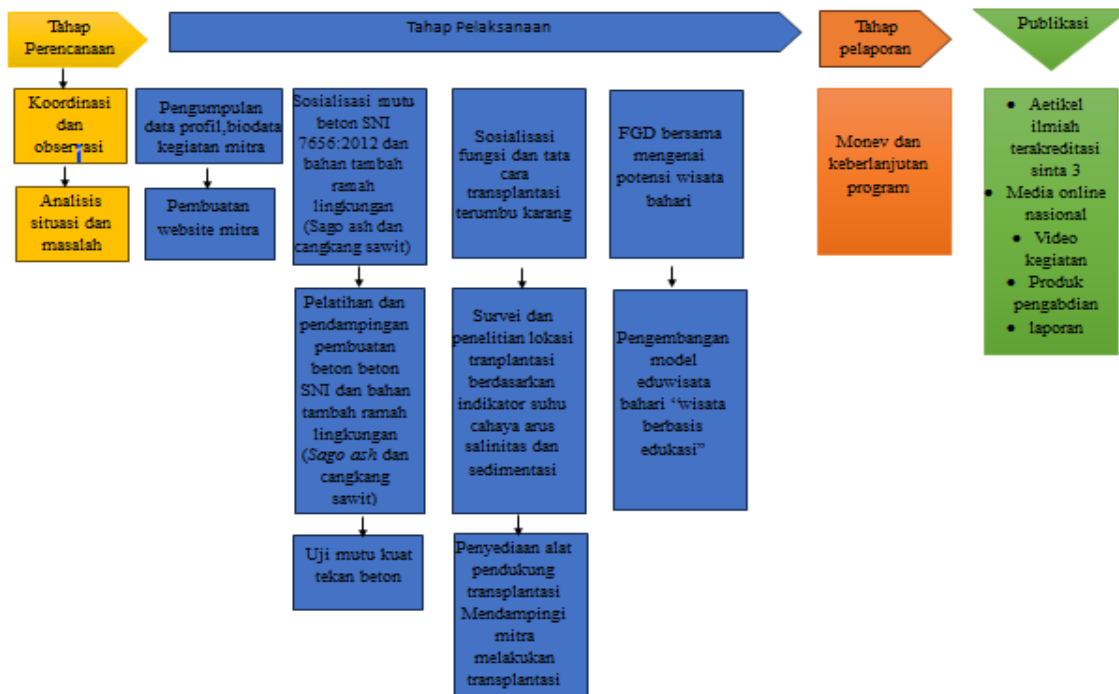 Tahap
Perencanaan
Tahap Pelaksanaan
Tahap
pelaporan
Publikasi
Koordinasi
dan
observasi
Analisis
situasi dan
masalah
Pengumpulan
data profil,biodata
kegiatan mitra
Pembuatan
website mitra
Sosialisasi mutu
beton SNI
7656:2012 dan
bahan tambah
ramah
lingkungan
(Sago ash dan
cangkang sawit)
Pelatihan dan
pendampingan
pembuatan
beton beton
SNI dan bahan
tambah ramah
lingkungan
(Sago ash dan
cangkang
sawit)
Uji mutu kuat
tekan beton
Sosialisasi
fungsi dan tata
cara
transplantasi
terumbu karang
Survei dan
penelitian lokasi
tranplantasi
berdasarkan
indikator suhu
cahaya arus
salinitas dan
sedimentasi
Penyediaan alat
pendukung
transplantasi
Mendampingi
mitra
melakukan
transplantasi
FGD bersama
mengenai
potensi wisata
bahari
Pengembangan
model
eduwisata
bahari “wisata
berbasis
edukasi”
Monev dan
keberlanjutan
program
• Aetikel
ilmiah
terakreditasi
sinta 3
• Media online
nasional
• Video
kegiatan
• Produk
pengabdian
• laporan